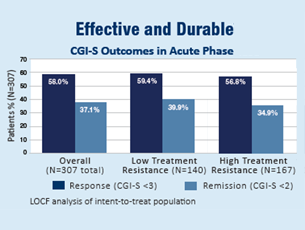 Effective and Durable
CGI-S Outcomes in Acute Phase
Patients % (N=307)
70
60
50
40
30
20
10
0
58.0%
37.1%
59.4%
39.9%
56.8%
34.9%
Overall
(N=307 total)
Low Treatment
Resistance (N=140)
High Treatment
Resistance (N=167)
Response (CGI-S <3)
Remission (CGI-S <2)
LOCF analysis of intent-to-treat population